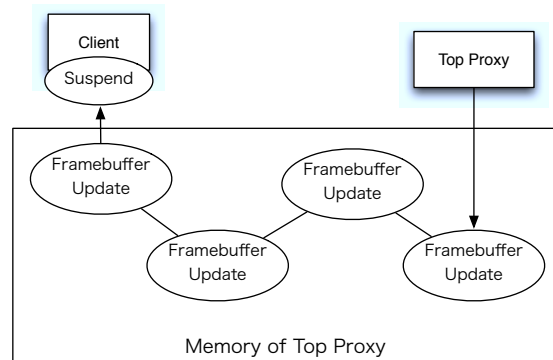 Client
Suspend
Top Proxy
Framebuffer
Update
Framebuffer
Update
Framebuffer
Update
Framebuffer
Update
Memory of Top Proxy